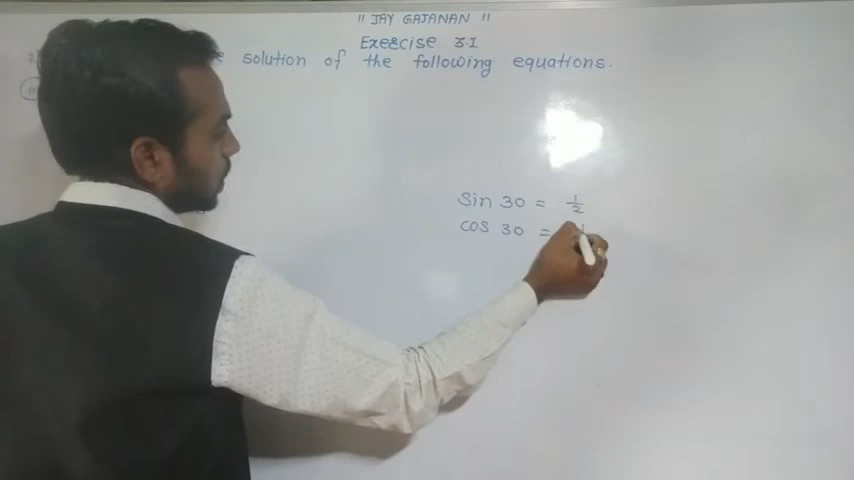 || JAY GAJANAN ||
Exercise 3.1
solution of the following equations.
Sin 30 = 1/2
cos 30 =